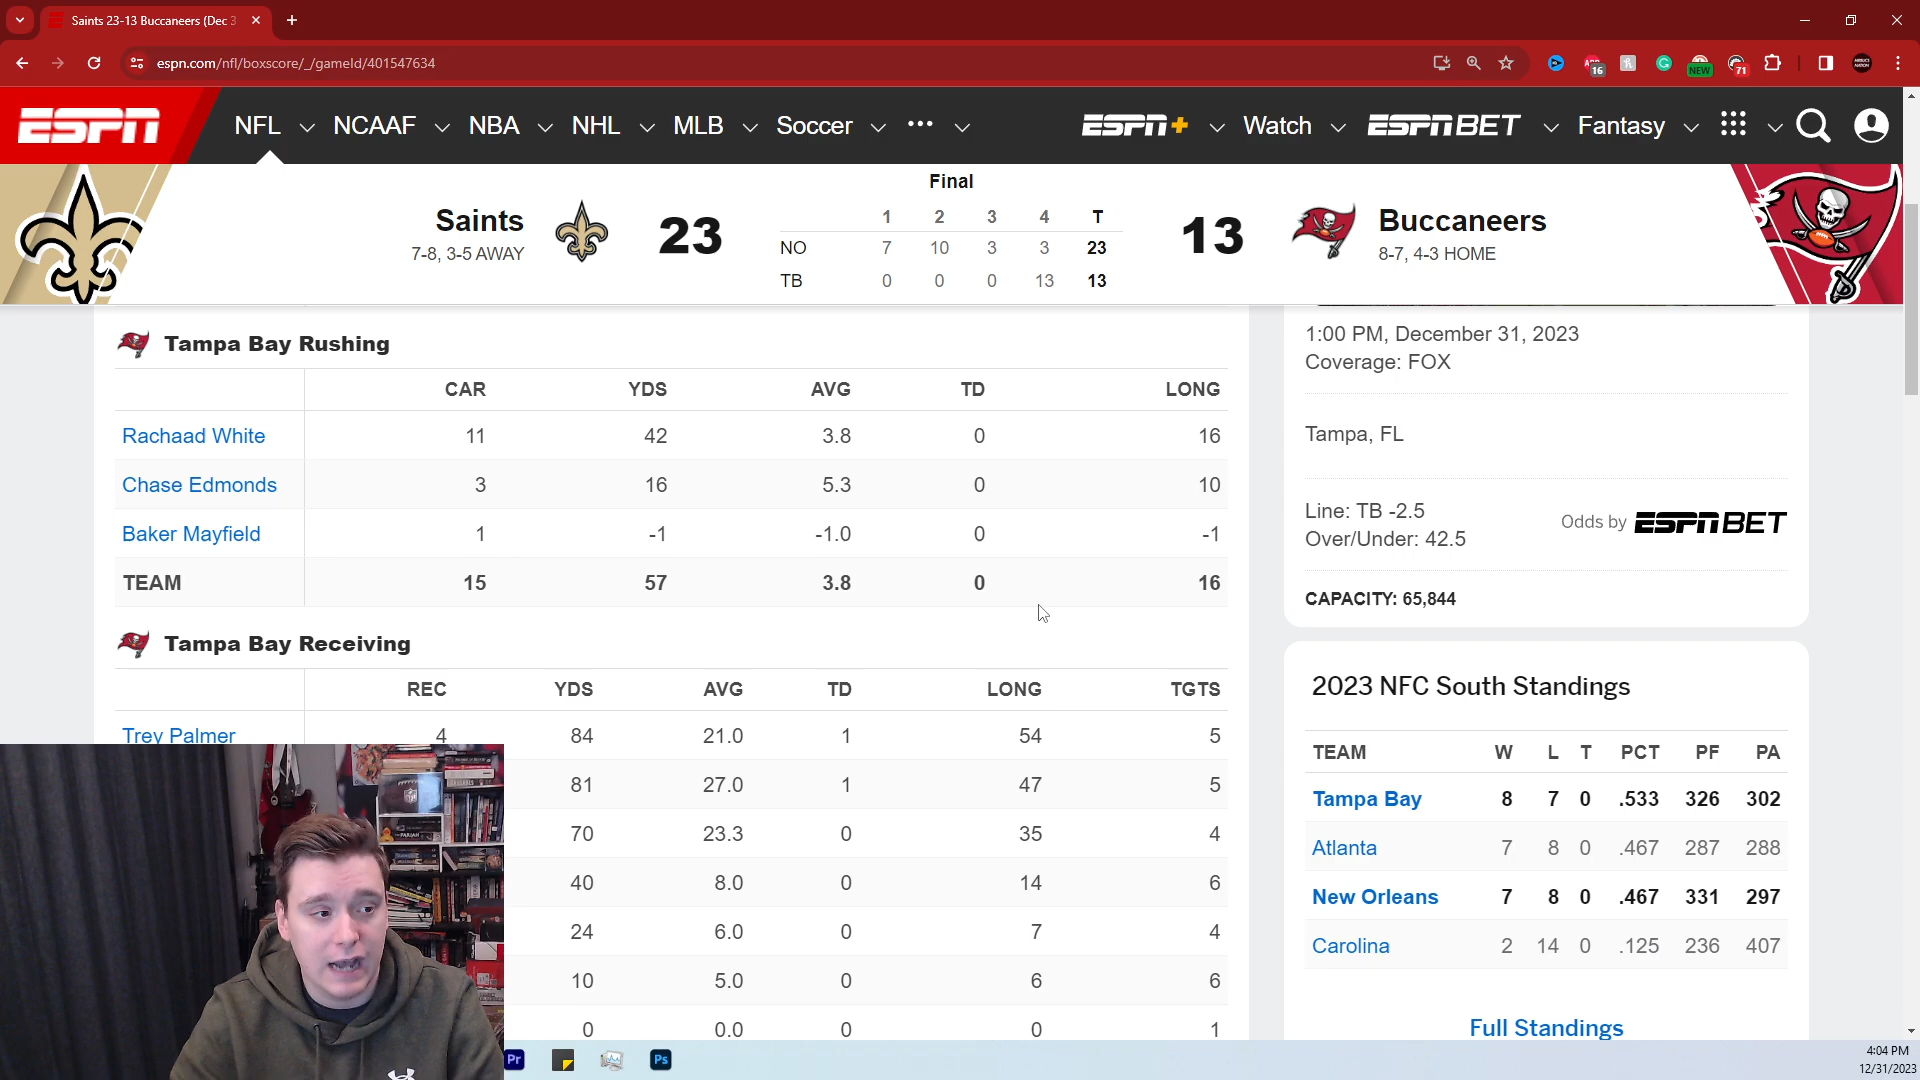 Saints 23-13 Buccaneers (Dec 3
espn.com/nfl/boxscore/_/gameId/401547634
16
NEW
71
ESPN
NFL NCAAF NBA NHL MLB Soccer
ESPN+ Watch ESPN BET Fantasy
Final
Saints
7-8, 3-5 AWAY
23
1 2 3 4 T
NO 7 10 3 3 23
TB 0 0 0 13 13
13
Buccaneers
8-7, 4-3 HOME
Tampa Bay Rushing
CAR YDS AVG TD LONG
Rachaad White 11 42 3.8 0 16
Chase Edmonds 3 16 5.3 0 10
Baker Mayfield 1 -1 -1.0 0 -1
TEAM 15 57 3.8 0 16
Tampa Bay Receiving
REC YDS AVG TD LONG TGTS
Trey Palmer 4 84 21.0 1 54 5
81 27.0 1 47 5
70 23.3 0 35 4
40 8.0 0 14 6
24 6.0 0 7 4
10 5.0 0 6 6
0 0.0 0 0 1
1:00 PM, December 31, 2023
Coverage: FOX
Tampa, FL
Line: TB -2.5
Over/Under: 42.5
Odds by ESPN BET
CAPACITY: 65,844
2023 NFC South Standings
TEAM W L T PCT PF PA
Tampa Bay 8 7 0 .533 326 302
Atlanta 7 8 0 .467 287 288
New Orleans 7 8 0 .467 331 297
Carolina 2 14 0 .125 236 407
Full Standings
Pr
Ps
4:04 PM
12/31/2023